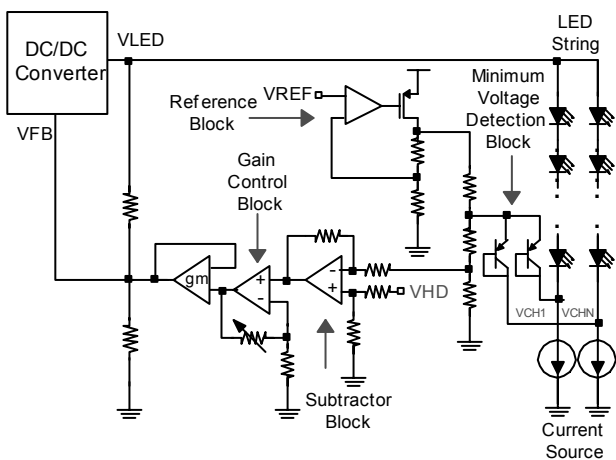 DC/DC
Converter
VLED
VFB
LED
String
Minimum
Voltage
Detection
Block
VREF
Reference
Block
Gain
Control
Block
gm
+
-
-
+
VHD
VCH1
VCHN
Subtractor
Block
Current
Source